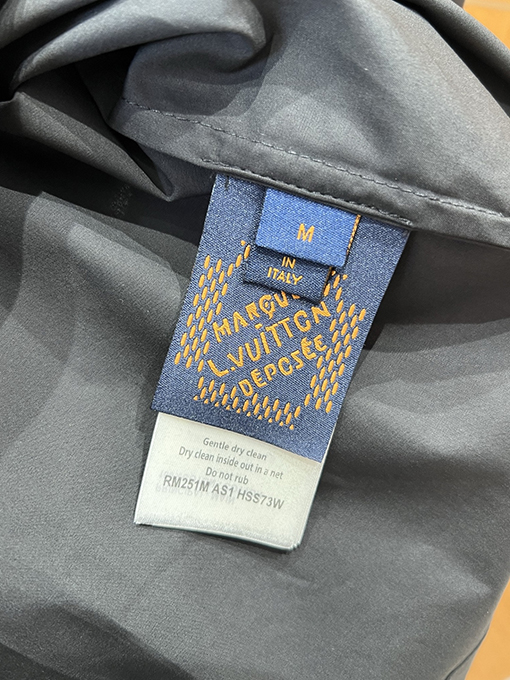 M
IN
ITALY
MARQUE
L.VUITTON
DEPOSÉE
Gentle dry clean
Dry clean inside out in a net
Do not rub
RM251M AS1 HSS73W